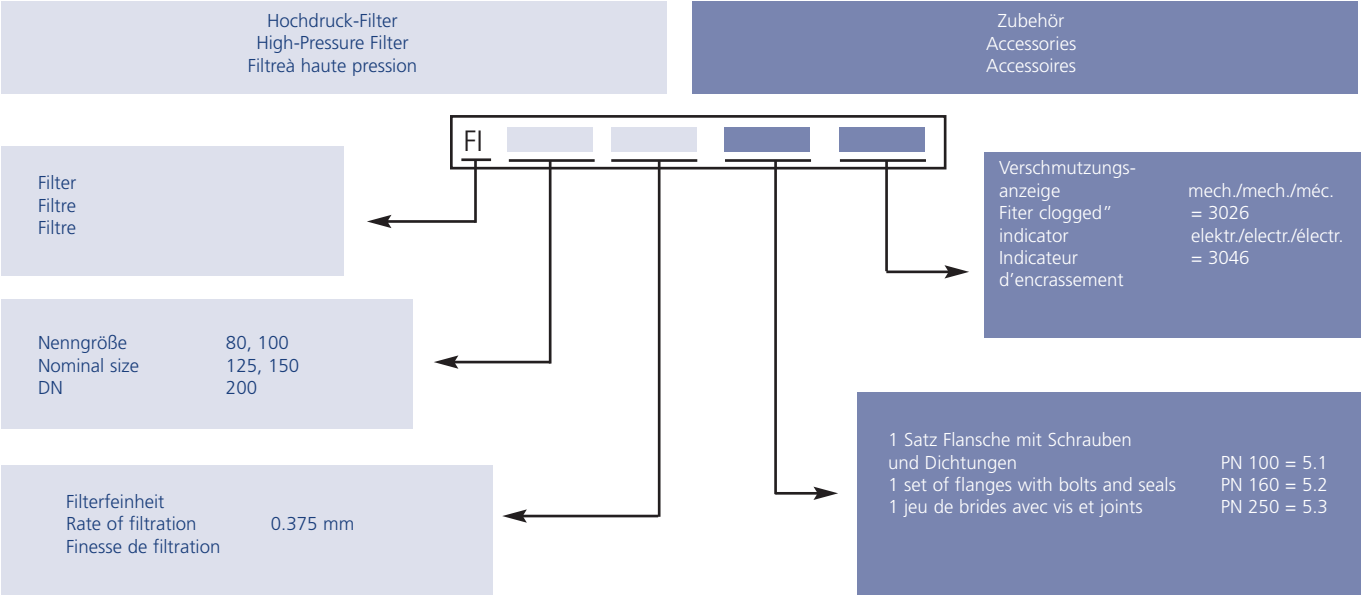 Hochdruck-Filter
High-Pressure Filter
Filtreà haute pression
Zubehör
Accessories
Accessoires
FI
Filter
Filtre
Filtre
Verschmutzungs-
anzeige mech./mech./méc.
Fiter clogged” = 3026
indicator elektr./electr./électr.
Indicateur = 3046
d’encrassement
Nenngröße 80, 100
Nominal size 125, 150
DN 200
1 Satz Flansche mit Schrauben
und Dichtungen PN 100 = 5.1
1 set of flanges with bolts and seals PN 160 = 5.2
1 jeu de brides avec vis et joints PN 250 = 5.3
Filterfeinheit
Rate of filtration 0.375 mm
Finesse de filtration